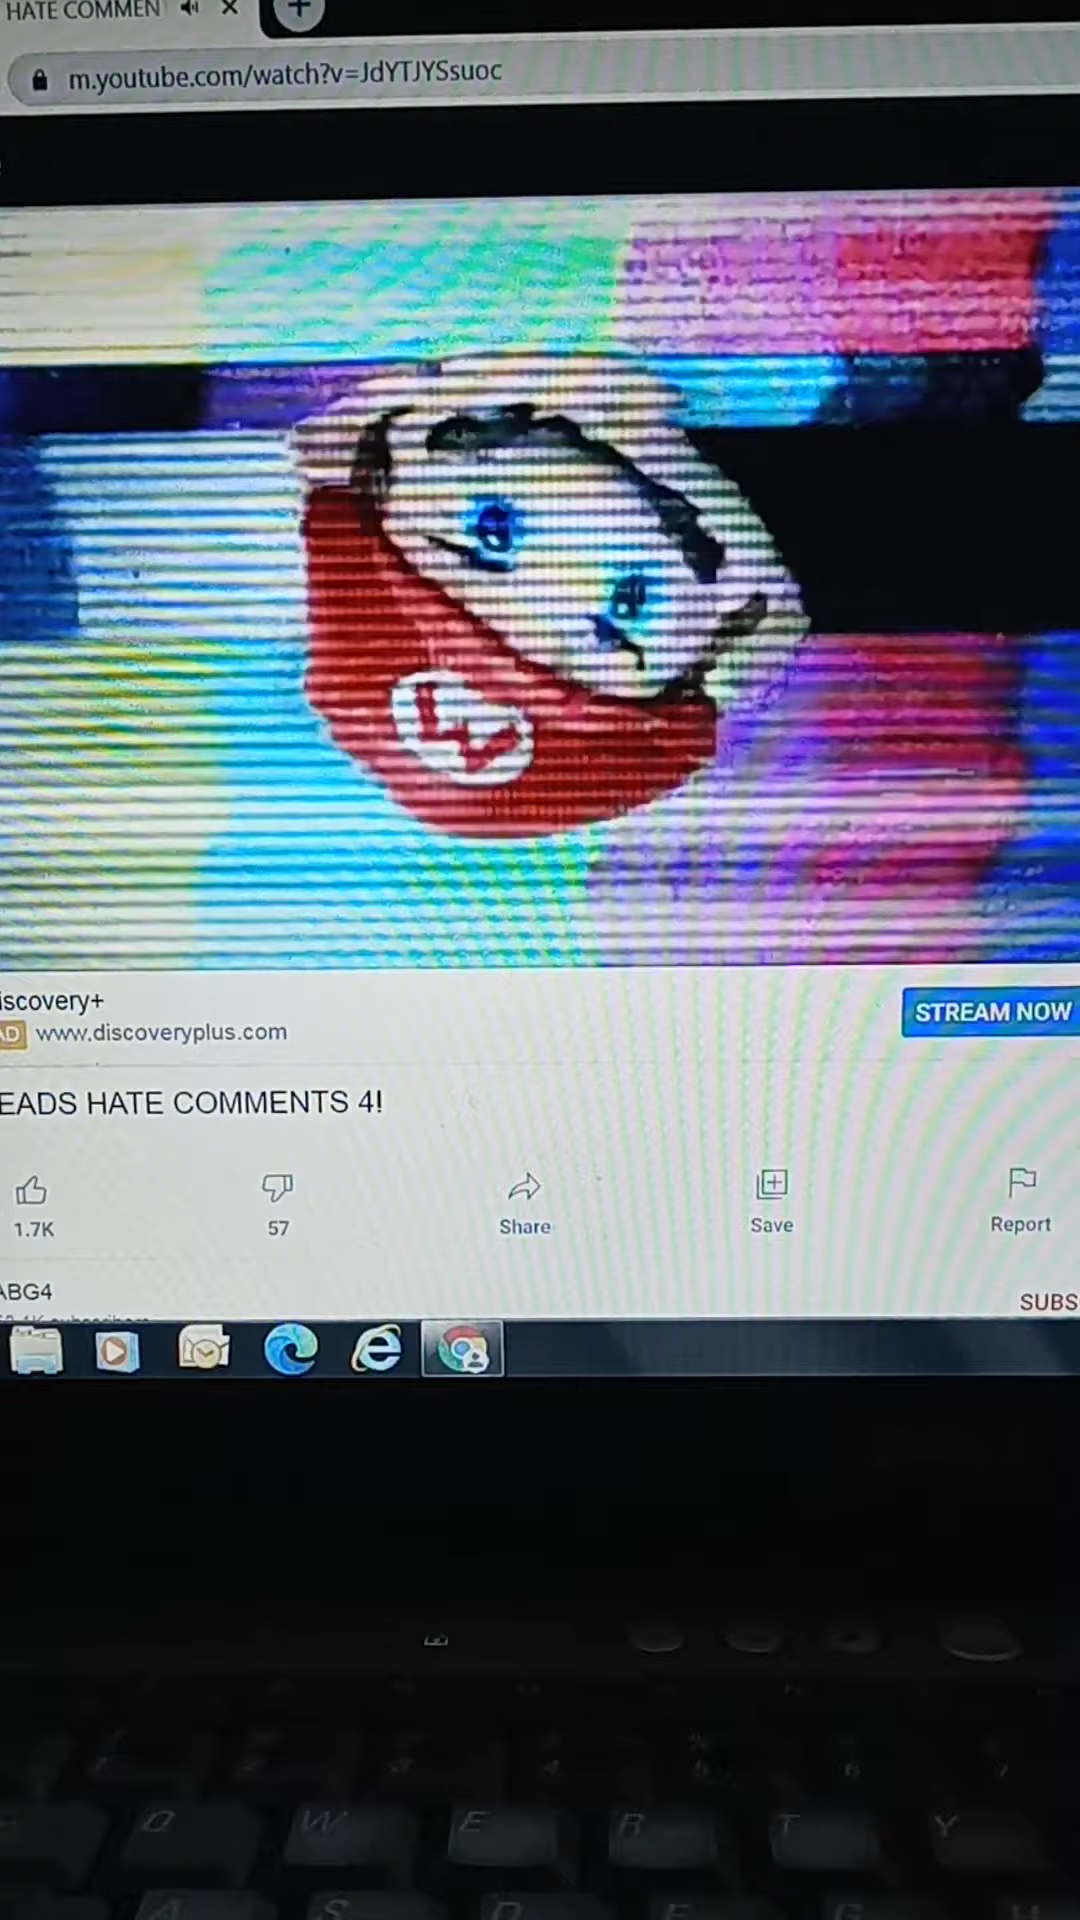 HATE COMMEN
m.youtube.com/watch?v=JdYTJYSsuoc
M
iscovery+
AD www.discoveryplus.com
STREAM NOW
EADS HATE COMMENTS 4!
1.7K
57
Share
Save
Report
ABG4
SUBS
Q W E R T Y